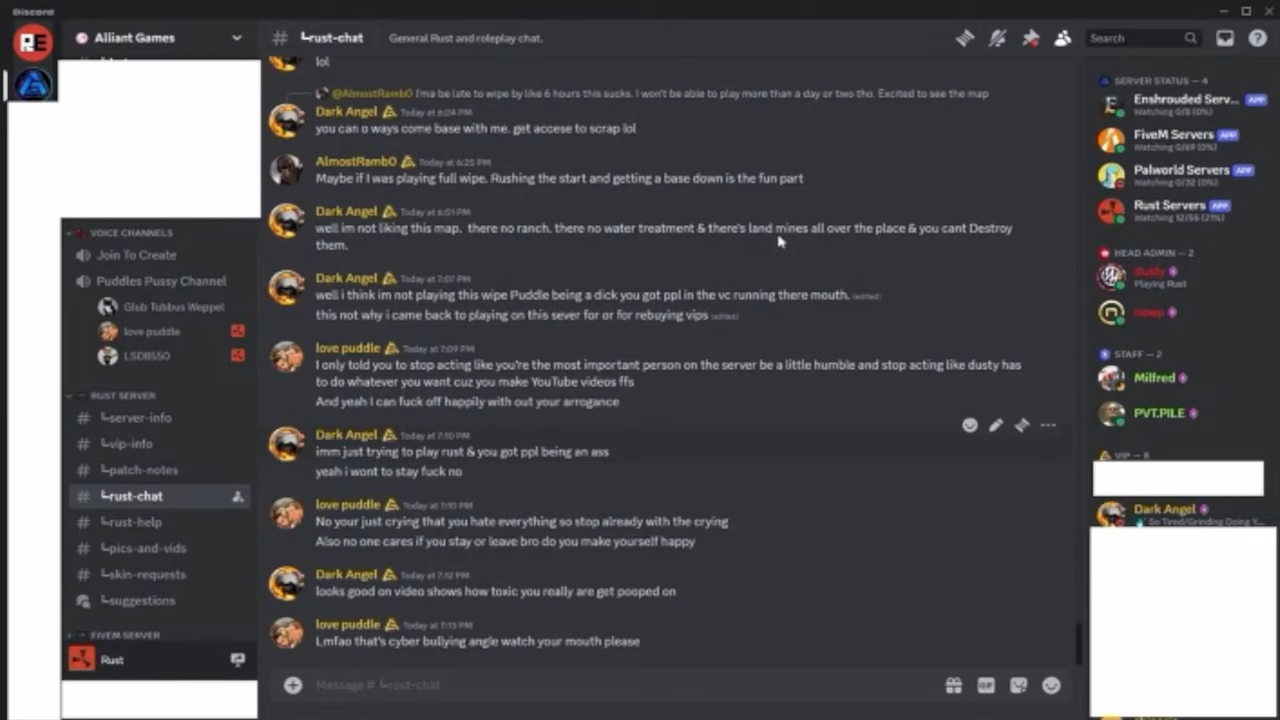 Discord
Alliant Games
rust-chat
General Rust and roleplay chat.
Search
lol
@AlmostRambO I'ma be late to wipe by like 6 hours this sucks. I won't be able to play more than a day or two tho. Excited to see the map
Dark Angel Today at 6:24 PM
you can o ways come base with me. get accese to scrap lol
AlmostRambO Today at 6:25 PM
Maybe if I was playing full wipe. Rushing the start and getting a base down is the fun part
Dark Angel Today at 6:51 PM
well im not liking this map. there no ranch. there no water treatment & there's land mines all over the place & you cant Destroy
them.
Dark Angel Today at 7:07 PM
well i think im not playing this wipe Puddle being a dick you got ppl in the vc running there mouth. (edited)
this not why i came back to playing on this sever for or for rebuying vips (edited)
love puddle Today at 7:09 PM
I only told you to stop acting like you're the most important person on the server be a little humble and stop acting like dusty has
to do whatever you want cuz you make YouTube videos ffs
And yeah I can fuck off happily with out your arrogance
Dark Angel Today at 7:10 PM
imm just trying to play rust & you got ppl being an ass
yeah i wont to stay fuck no
love puddle Today at 7:10 PM
No your just crying that you hate everything so stop already with the crying
Also no one cares if you stay or leave bro do you make yourself happy
Dark Angel Today at 7:12 PM
looks good on video shows how toxic you really are get pooped on
love puddle Today at 7:13 PM
Lmfao that's cyber bullying angle watch your mouth please
Message # rust-chat
GIF
VOICE CHANNELS
Join To Create
Puddles Pussy Channel
Glub Tubbus Weppel
love puddle
LSD8550
RUST SERVER
server-info
vip-info
patch-notes
rust-chat
rust-help
pics-and-vids
skin-requests
suggestions
FIVEM SERVER
Rust
SERVER STATUS — 4
Enshrouded Serv... APP
Watching 0/8 (0%)
FiveM Servers APP
Watching 0/69 (0%)
Palworld Servers APP
Watching 0/32 (0%)
Rust Servers APP
Watching 12/56 (21%)
HEAD ADMIN — 2
dusty
Playing Rust
newp
STAFF — 2
Milfred
PVT.PILE
VIP — 8
Dark Angel
So Tired/Grinding Doing Y...